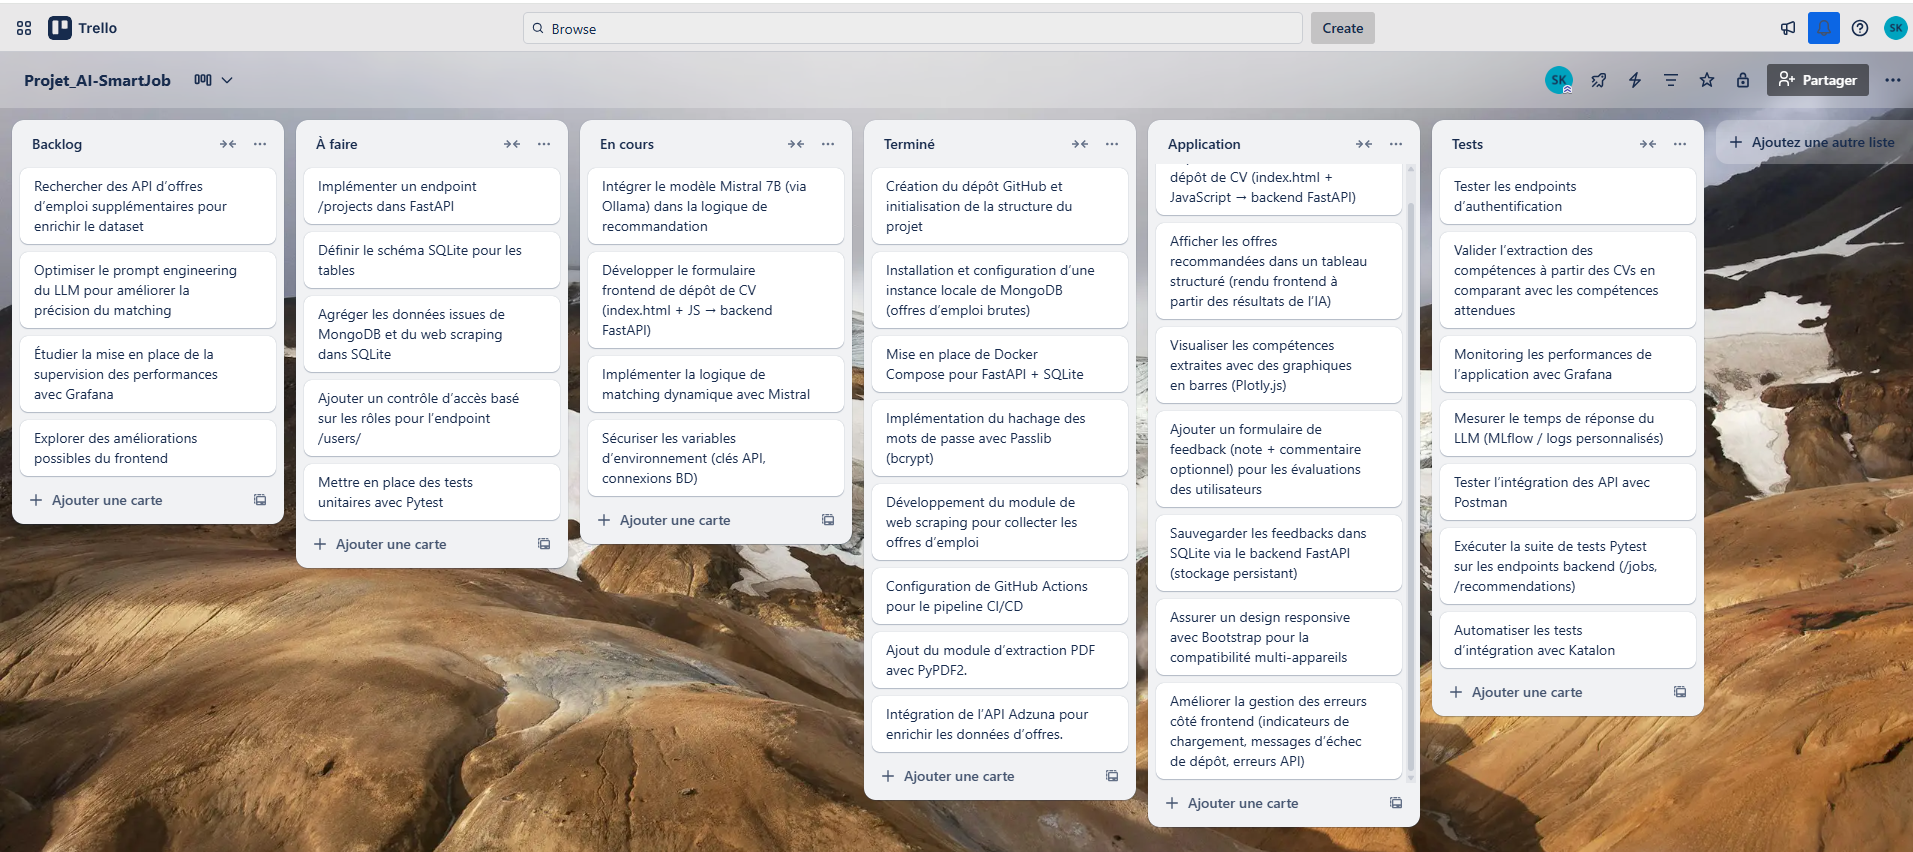 Trello
Browse
Create
SK
Projet_AI-SmartJob
SK
Partager
Backlog
Rechercher des API d’offres
d’emploi supplémentaires pour
enrichir le dataset
Optimiser le prompt engineering
du LLM pour améliorer la
précision du matching
Étudier la mise en place de la
supervision des performances
avec Grafana
Explorer des améliorations
possibles du frontend
Ajouter une carte
À faire
Implémenter un endpoint
/projects dans FastAPI
Définir le schéma SQLite pour les
tables
Agréger les données issues de
MongoDB et du web scraping
dans SQLite
Ajouter un contrôle d’accès basé
sur les rôles pour l’endpoint
/users/
Mettre en place des tests
unitaires avec Pytest
Ajouter une carte
En cours
Intégrer le modèle Mistral 7B (via
Ollama) dans la logique de
recommandation
Développer le formulaire
frontend de dépôt de CV
(index.html + JS → backend
FastAPI)
Implémenter la logique de
matching dynamique avec Mistral
Sécuriser les variables
d’environnement (clés API,
connexions BD)
Ajouter une carte
Terminé
Création du dépôt GitHub et
initialisation de la structure du
projet
Installation et configuration d’une
instance locale de MongoDB
(offres d’emploi brutes)
Mise en place de Docker
Compose pour FastAPI + SQLite
Implémentation du hachage des
mots de passe avec Passlib
(bcrypt)
Développement du module de
web scraping pour collecter les
offres d’emploi
Configuration de GitHub Actions
pour le pipeline CI/CD
Ajout du module d’extraction PDF
avec PyPDF2.
Intégration de l’API Adzuna pour
enrichir les données d’offres.
Ajouter une carte
Application
dépôt de CV (index.html +
JavaScript → backend FastAPI)
Afficher les offres
recommandées dans un tableau
structuré (rendu frontend à
partir des résultats de l’IA)
Visualiser les compétences
extraites avec des graphiques
en barres (Plotly.js)
Ajouter un formulaire de
feedback (note + commentaire
optionnel) pour les évaluations
des utilisateurs
Sauvegarder les feedbacks dans
SQLite via le backend FastAPI
(stockage persistant)
Assurer un design responsive
avec Bootstrap pour la
compatibilité multi-appareils
Améliorer la gestion des erreurs
côté frontend (indicateurs de
chargement, messages d’échec
de dépôt, erreurs API)
Ajouter une carte
Tests
Tester les endpoints
d’authentification
Valider l’extraction des
compétences à partir des CVs en
comparant avec les compétences
attendues
Monitoring les performances de
l’application avec Grafana
Mesurer le temps de réponse du
LLM (MLflow / logs personnalisés)
Tester l’intégration des API avec
Postman
Exécuter la suite de tests Pytest
sur les endpoints backend (/jobs,
/recommendations)
Automatiser les tests
d’intégration avec Katalon
Ajouter une carte
Ajoutez une autre liste